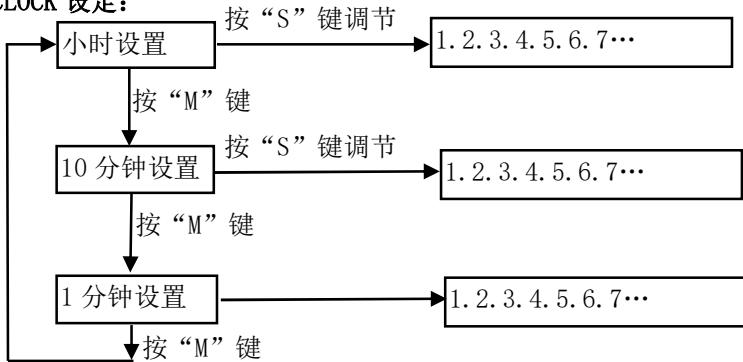 CLOCK 设定：
按“S”键调节
小时设置
1.2.3.4.5.6.7…
按“M”键
按“S”键调节
10 分钟设置
1.2.3.4.5.6.7…
按“M”键
1 分钟设置
1.2.3.4.5.6.7…
按“M”键